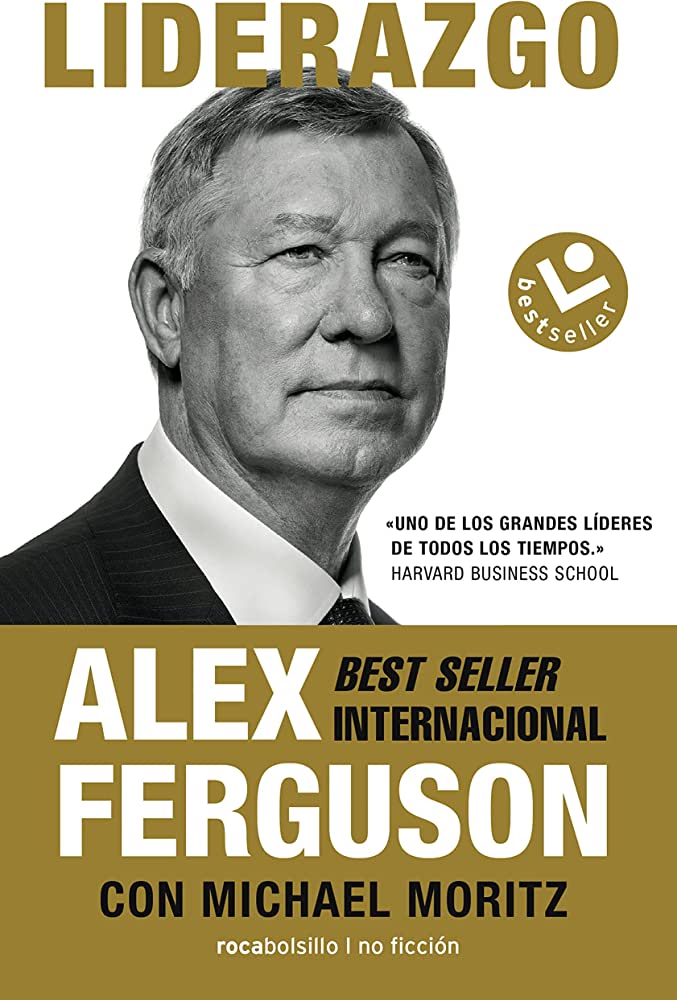 LIDERAZGO
bestseller
«UNO DE LOS GRANDES LÍDERES
DE TODOS LOS TIEMPOS.»
HARVARD BUSINESS SCHOOL
ALEX
BEST SELLER
INTERNACIONAL
FERGUSON
CON MICHAEL MORITZ
rocabolsillo | no ficción